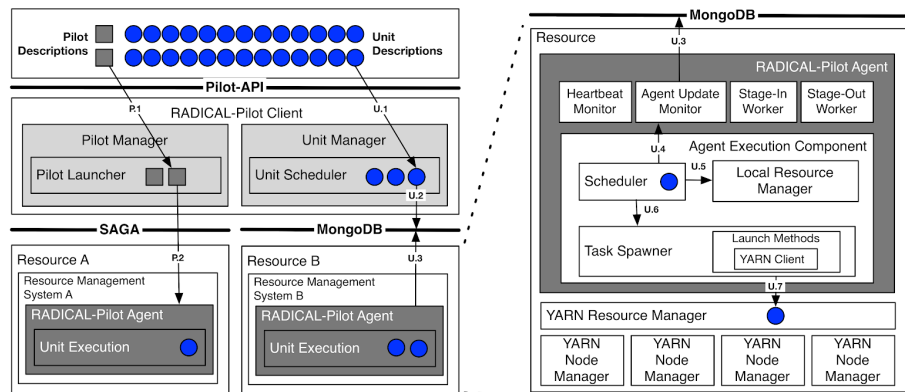 Pilot
Descriptions
Unit
Descriptions
Pilot-API
P.1
U.1
RADICAL-Pilot Client
Pilot Manager
Pilot Launcher
Unit Manager
Unit Scheduler
U.2
SAGA
MongoDB
P.2
U.3
Resource A
Resource Management
System A
RADICAL-Pilot Agent
Unit Execution
Resource B
Resource Management
System B
RADICAL-Pilot Agent
Unit Execution
MongoDB
Resource
U.3
RADICAL-Pilot Agent
Heartbeat
Monitor
Agent Update
Monitor
Stage-In
Worker
Stage-Out
Worker
U.4
Agent Execution Component
Scheduler
U.5
Local Resource
Manager
U.6
Task Spawner
Launch Methods
YARN Client
U.7
YARN Resource Manager
YARN
Node
Manager
YARN
Node
Manager
YARN
Node
Manager
YARN
Node
Manager